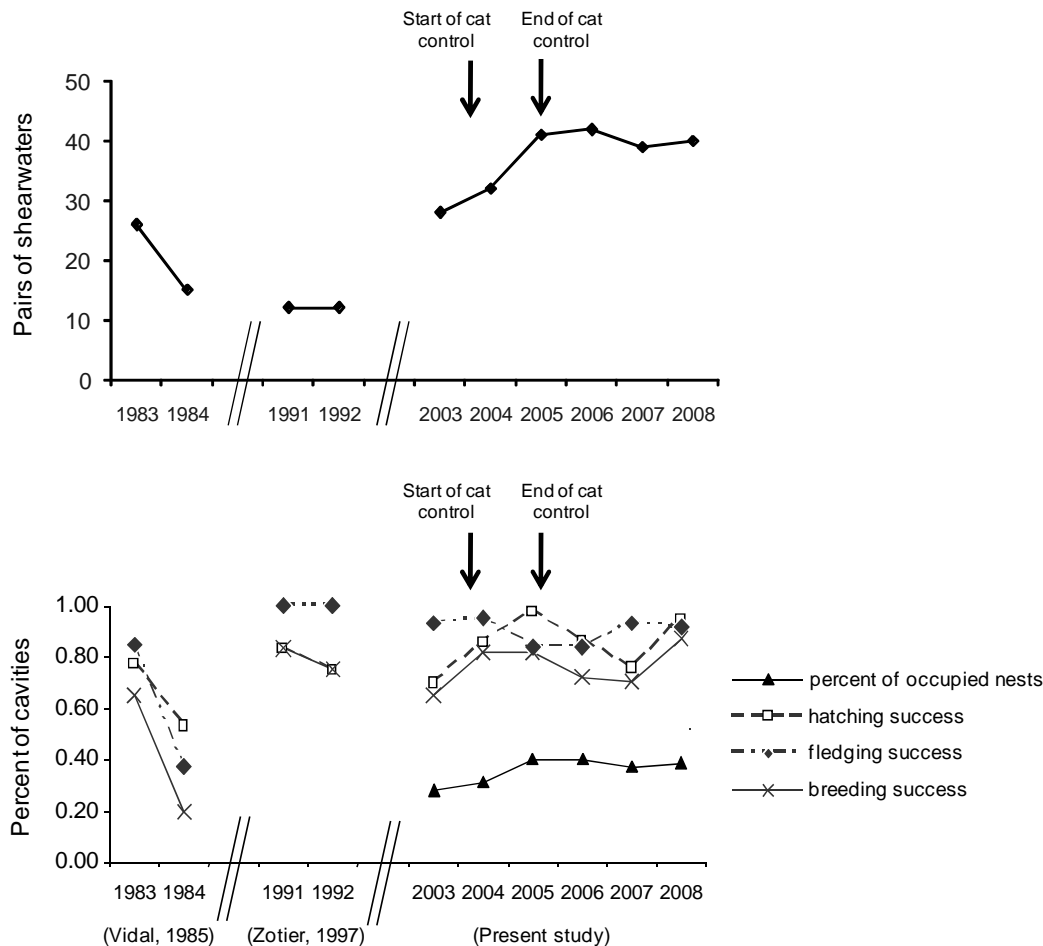 Start of cat control
End of cat control
Pairs of shearwaters
50
40
30
20
10
0
1983 1984 1991 1992 2003 2004 2005 2006 2007 2008
Start of cat control
End of cat control
Percent of cavities
1.00
0.80
0.60
0.40
0.20
0.00
percent of occupied nests
hatching success
fledging success
breeding success
1983 1984 1991 1992 2003 2004 2005 2006 2007 2008
(Vidal, 1985) (Zotier, 1997) (Present study)